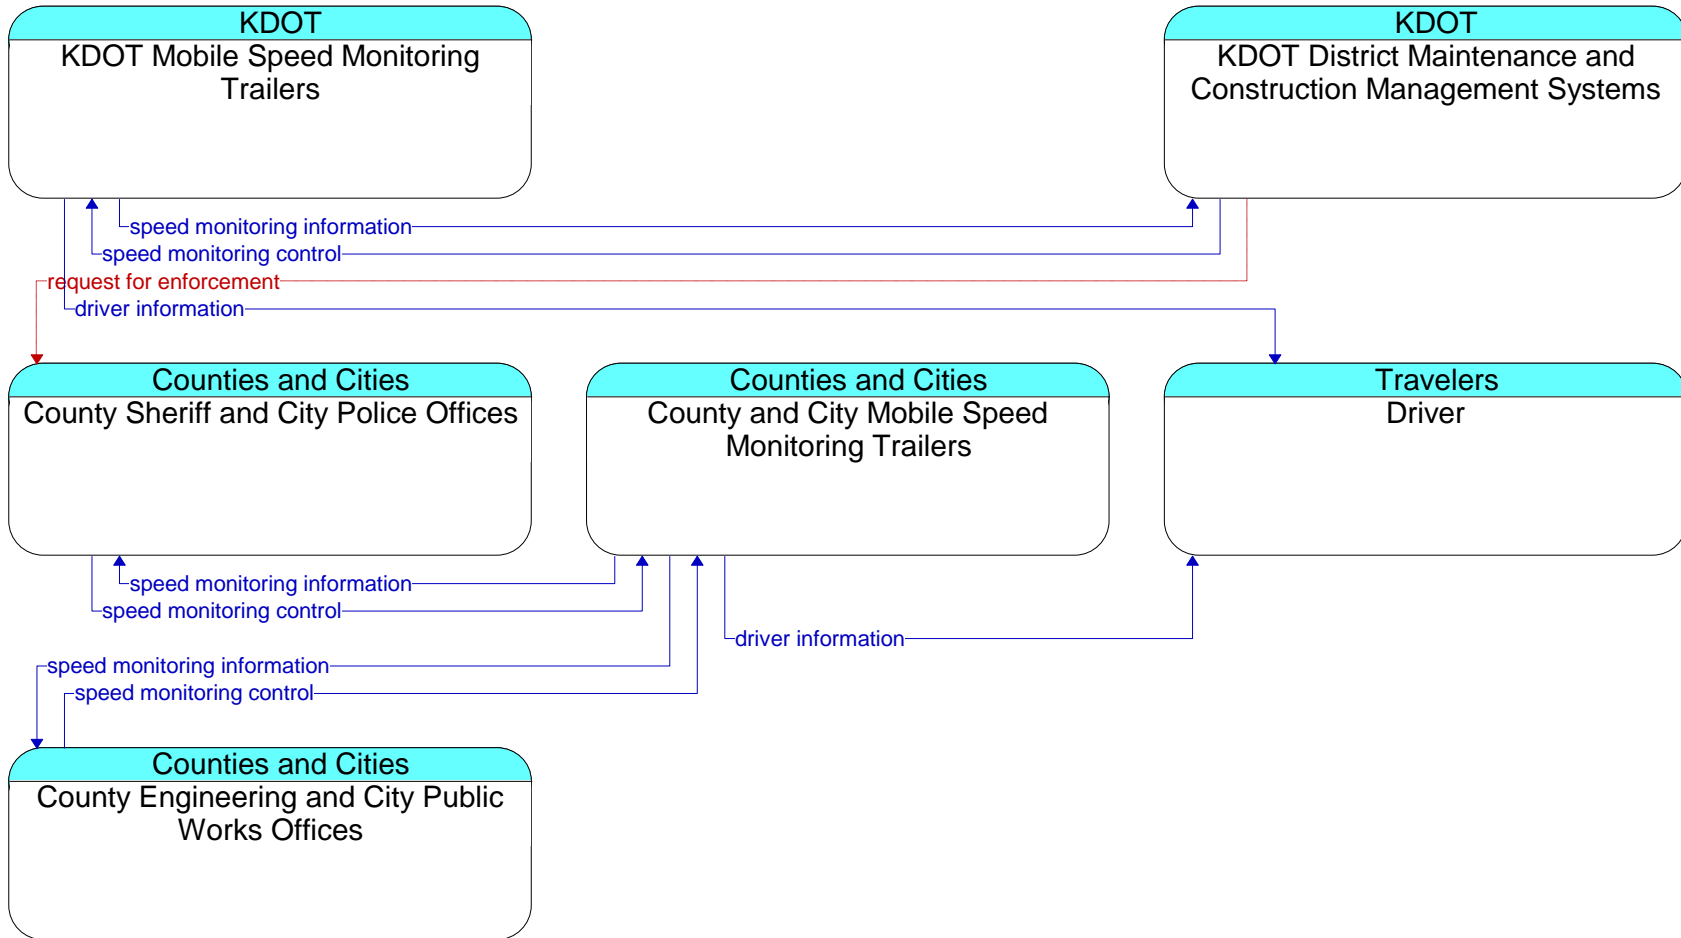 KDOT
KDOT Mobile Speed Monitoring
Trailers
KDOT
KDOT District Maintenance and
Construction Management Systems
speed monitoring information
speed monitoring control
request for enforcement
driver information
Counties and Cities
County Sheriff and City Police Offices
Counties and Cities
County and City Mobile Speed
Monitoring Trailers
Travelers
Driver
speed monitoring information
speed monitoring control
driver information
speed monitoring information
speed monitoring control
Counties and Cities
County Engineering and City Public
Works Offices